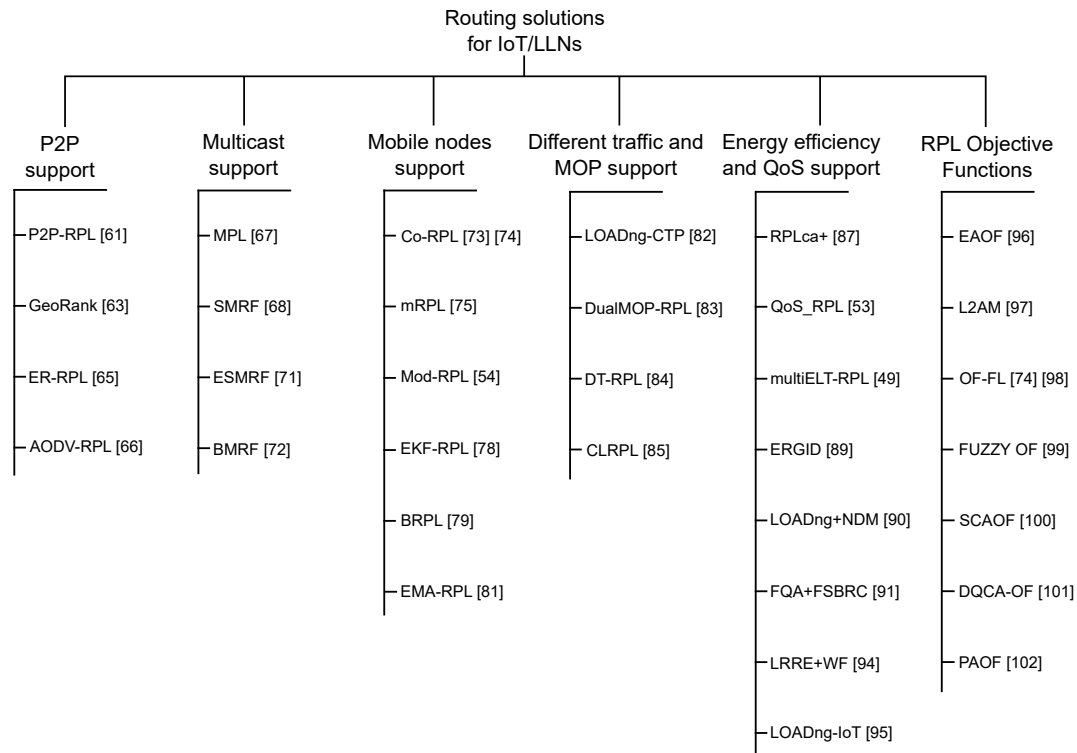 Routing solutions
for IoT/LLNs
P2P
support
P2P-RPL [61]
GeoRank [63]
ER-RPL [65]
AODV-RPL [66]
Multicast
support
MPL [67]
SMRF [68]
ESMRF [71]
BMRF [72]
Mobile nodes
support
Co-RPL [73] [74]
mRPL [75]
Mod-RPL [54]
EKF-RPL [78]
BRPL [79]
EMA-RPL [81]
Different traffic and
MOP support
LOADng-CTP [82]
DualMOP-RPL [83]
DT-RPL [84]
CLRPL [85]
Energy efficiency
and QoS support
RPLca+ [87]
QoS_RPL [53]
multiELT-RPL [49]
ERGID [89]
LOADng+NDM [90]
FQA+FSBRC [91]
LRRE+WF [94]
LOADng-IoT [95]
RPL Objective
Functions
EAOF [96]
L2AM [97]
OF-FL [74] [98]
FUZZY OF [99]
SCAOF [100]
DQCA-OF [101]
PAOF [102]